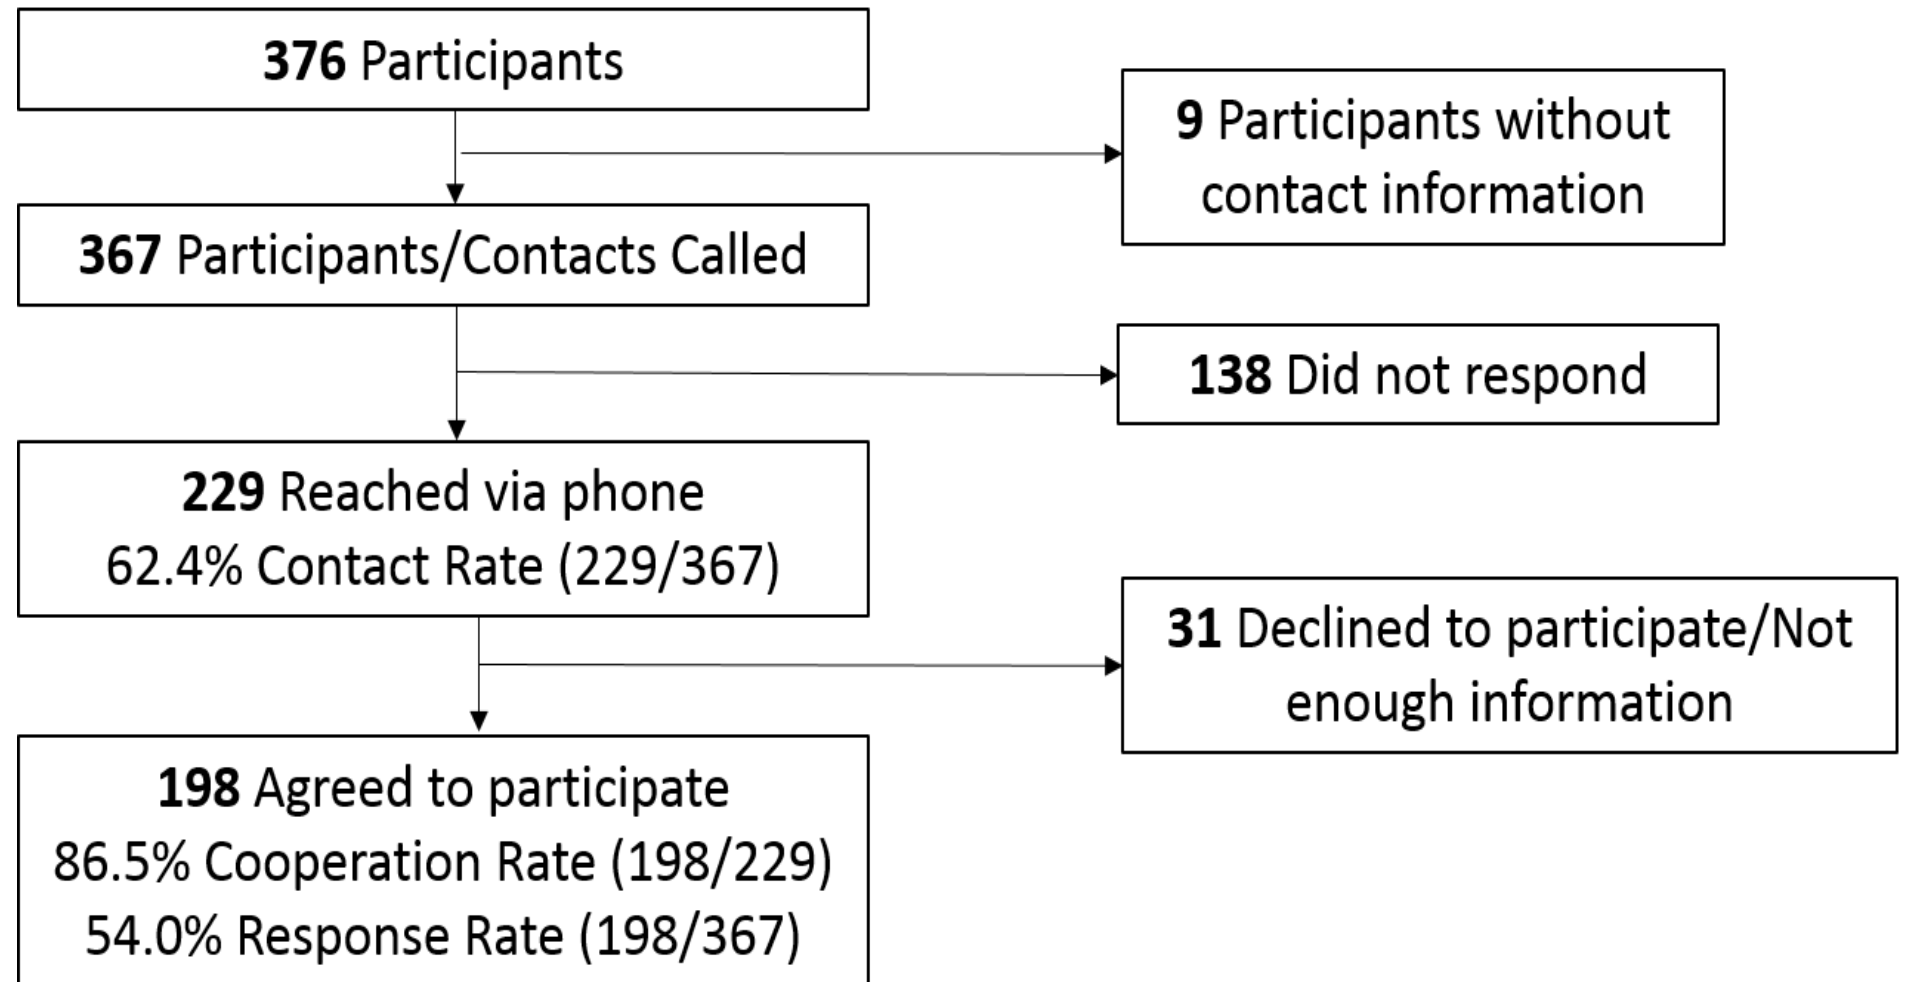 376 Participants
9 Participants without
contact information
367 Participants/Contacts Called
138 Did not respond
229 Reached via phone
62.4% Contact Rate (229/367)
31 Declined to participate/Not
enough information
198 Agreed to participate
86.5% Cooperation Rate (198/229)
54.0% Response Rate (198/367)